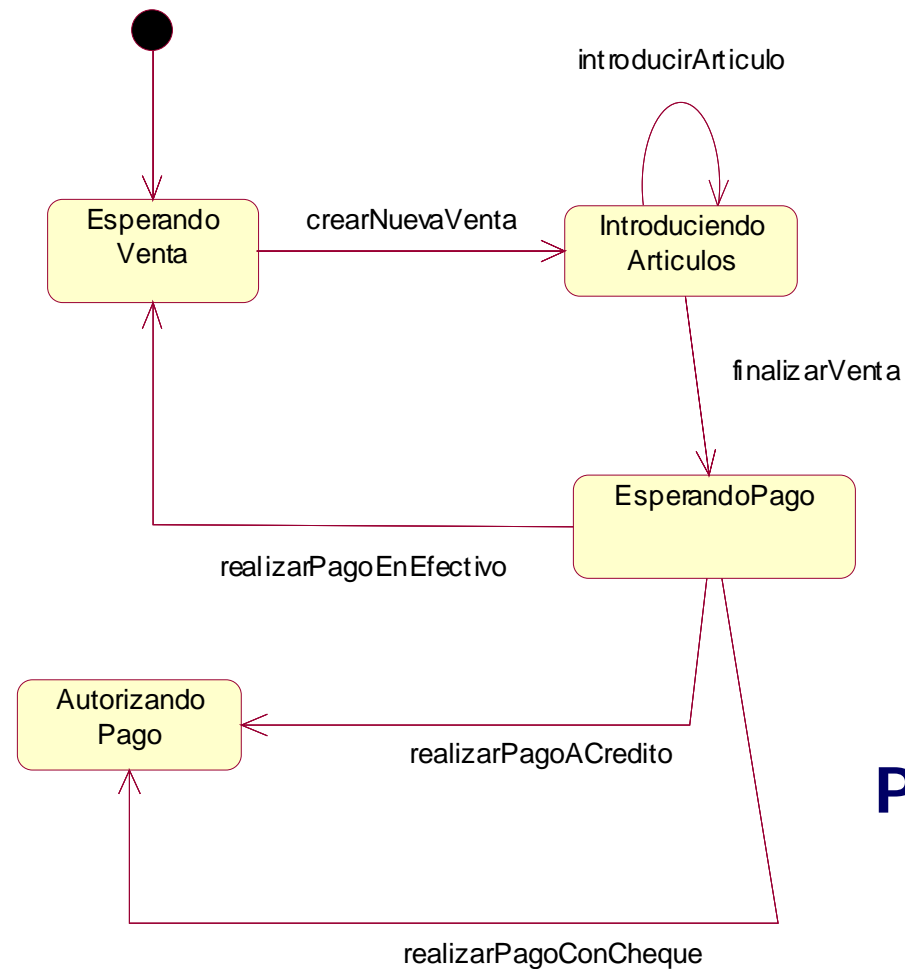 introducirArticulo
Esperando
Venta
crearNuevaVenta
Introduciendo
Articulos
finalizarVenta
EsperandoPago
realizarPagoEnEfectivo
Autorizando
Pago
realizarPagoACredito
P
realizarPagoConCheque